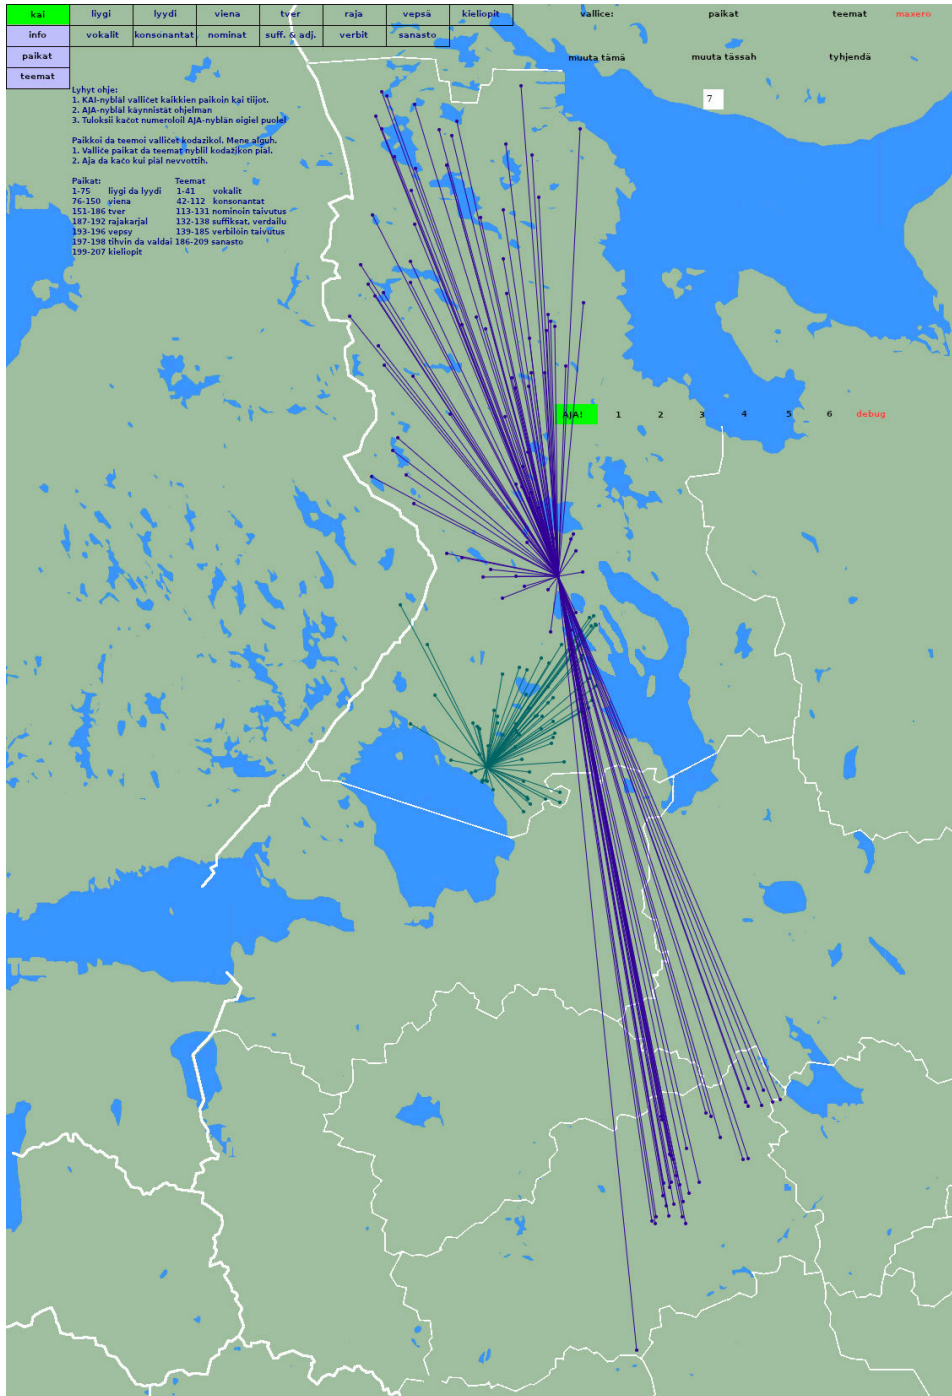 kai liygi lyydi viena tver raja vepsä kieliopit vallice: paikat teemat maxero
info vokalit konsonantat nominat suff. & adj. verbit sanasto
paikat muuta tämä muuta tässah tyhjendä
teemat
Lyhyt ohje:
1. KAI-nybläl valličet kaikkien paikoin kai tiijot.
2. AJA-nybläl käynnistät ohjelman
3. Tuloksii kačot numeroloil AJA-nyblän oigiel puolel
7
Paikkoi da teemoi valličet kodazikol. Mene alguh.
1. Valliče paikat da teemat nyblil kodazikon piäl.
2. Aja da kačo kui piäl nevvottih.
Paikat: Teemat
1-75 liygi da lyydi 1-41 vokalit
76-150 viena 42-112 konsonantat
151-186 tver 113-131 nominoin taivutus
187-192 rajakarjal 132-138 suffiksat, verdailu
193-196 vepsy 139-185 verbilöin taivutus
197-198 tihvin da valdai 186-209 sanasto
199-207 kieliopit
AJA! 1 2 3 4 5 6 debug